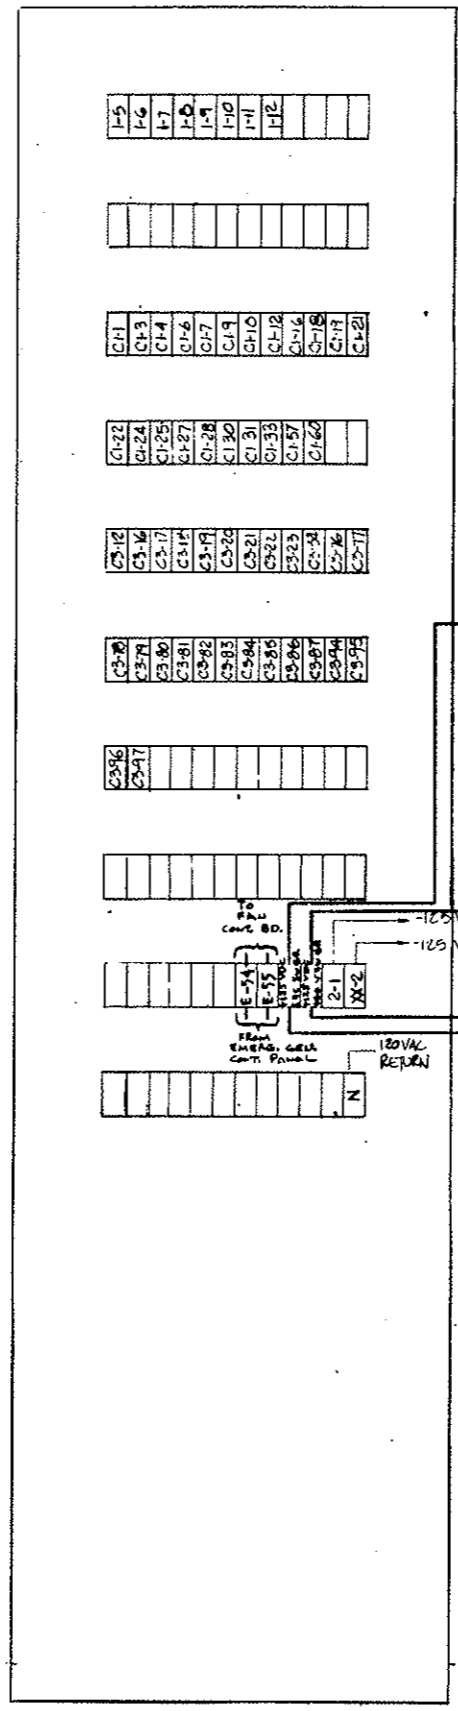 1-5
1-6
1-7
1-8
1-9
1-10
1-11
1-12
C1-1
C1-3
C1-4
C1-6
C1-7
C1-9
C1-10
C1-12
C1-16
C1-18
C1-19
C1-21
C1-22
C1-24
C1-25
C1-27
C1-28
C1 30
C1 31
C1-33
C1-57
C1-60
C3-12
C3-16
C3-17
C3-18
C3-19
C3-20
C3-21
C3-22
C3-23
C3-76
C3-77
C3-78
C3-79
C3-80
C3-81
C3-82
C3-83
C3-84
C3-85
C3-86
C3-87
C3-94
C3-95
C3-96
C3-97
TO
FAN
CONT. BD.
-125 V
-125 V
E-54
E-55
+125 VDC
+125 VDC
2-1
XX-2
FROM
EMERG. GEN.
CONT. PANEL
120VAC
RETURN
N